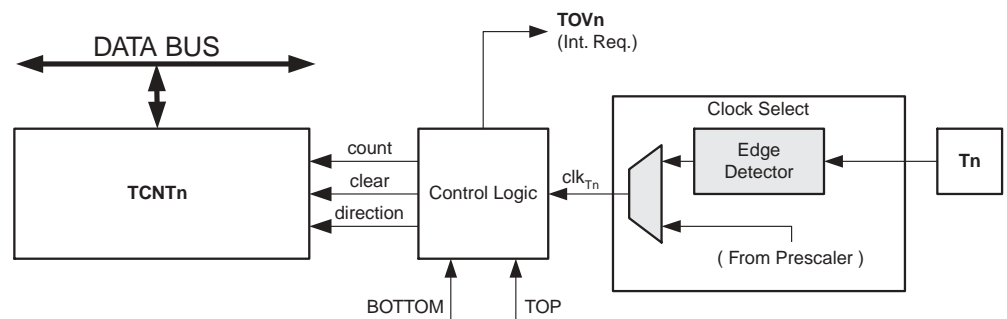 TOVn
(Int. Req.)
DATA BUS
Clock Select
TCNTn
count
clear
direction
Control Logic
clkTn
Edge
Detector
Tn
( From Prescaler )
BOTTOM
TOP